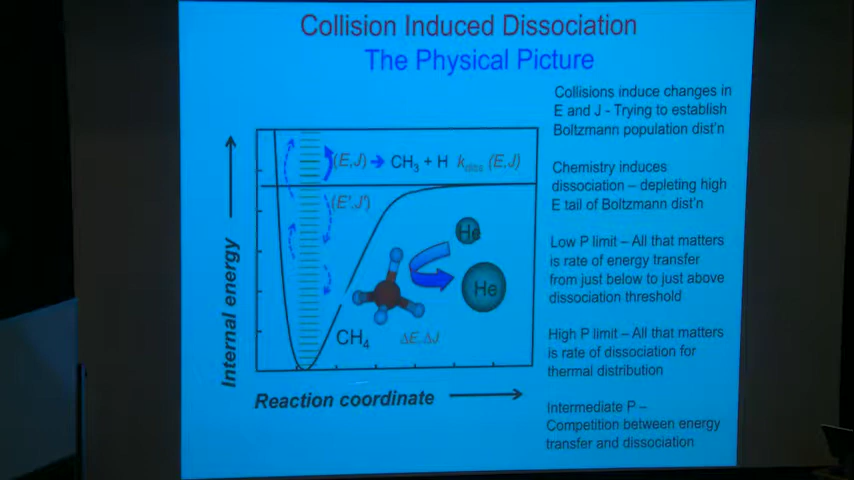 Collision Induced Dissociation
The Physical Picture
Collisions induce changes in
E and J - Trying to establish
Boltzmann population dist'n
Chemistry induces
dissociation – depleting high
E tail of Boltzmann dist'n
Low P limit – All that matters
is rate of energy transfer
from just below to just above
dissociation threshold
High P limit – All that matters
is rate of dissociation for
thermal distribution
Intermediate P –
Competition between energy
transfer and dissociation
Internal energy
(E,J) → CH₃ + H k_diss (E,J)
(E',J')
He
He
CH₄
ΔE,ΔJ
Reaction coordinate